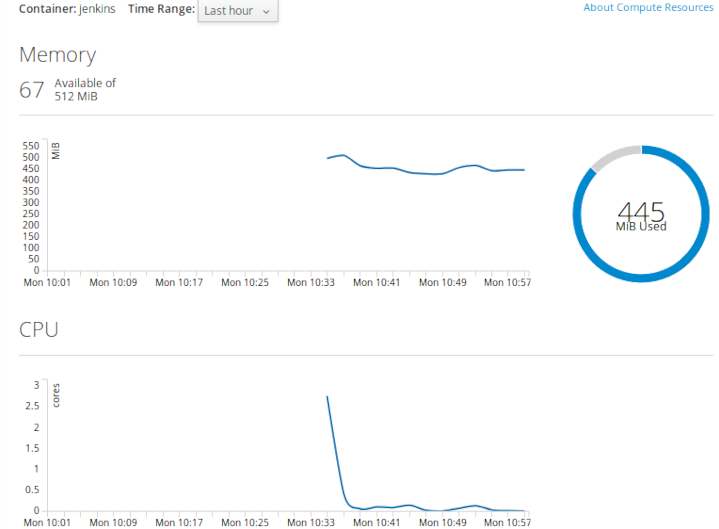 Container: jenkins Time Range: Last hour About Compute Resources
Memory
67 Available of
512 MiB
MiB
550
500
450
400
350
300
250
200
150
100
50
0
Mon 10:01 Mon 10:09 Mon 10:17 Mon 10:25 Mon 10:33 Mon 10:41 Mon 10:49 Mon 10:57
445
MiB Used
CPU
cores
3
2.5
2
1.5
1
0.5
0
Mon 10:01 Mon 10:09 Mon 10:17 Mon 10:25 Mon 10:33 Mon 10:41 Mon 10:49 Mon 10:57